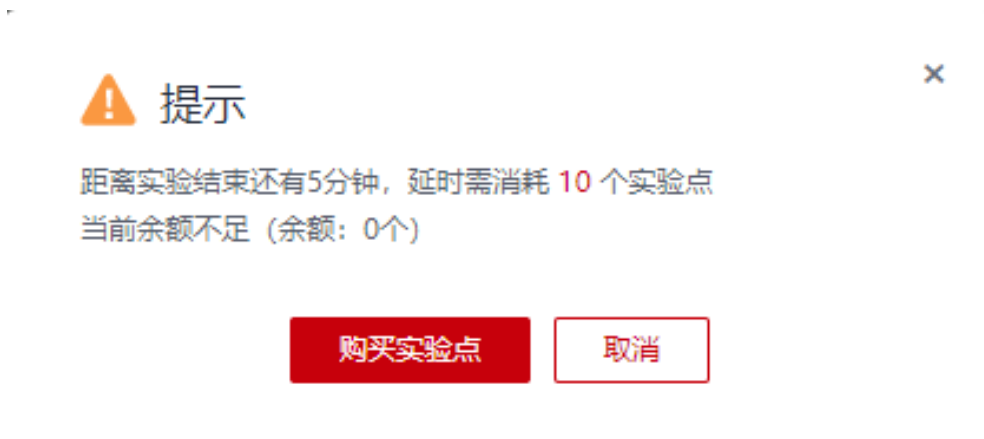 提示
距离实验结束还有5分钟，延时需消耗 10 个实验点
当前余额不足（余额：0个）
购买实验点
取消